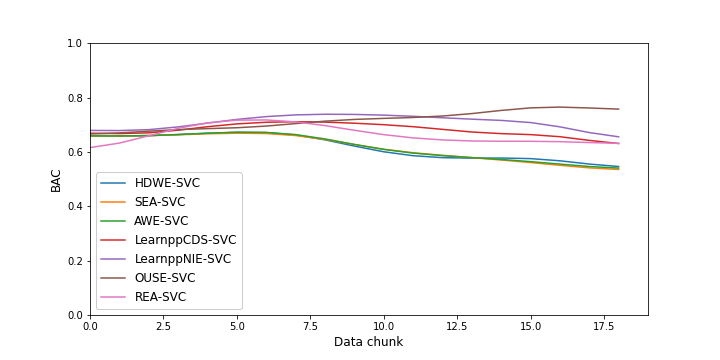 1.0
0.8
0.6
0.4
0.2
0.0
BAC
HDWE-SVC
SEA-SVC
AWE-SVC
LearnppCDS-SVC
LearnppNIE-SVC
OUSE-SVC
REA-SVC
0.0 2.5 5.0 7.5 10.0 12.5 15.0 17.5
Data chunk